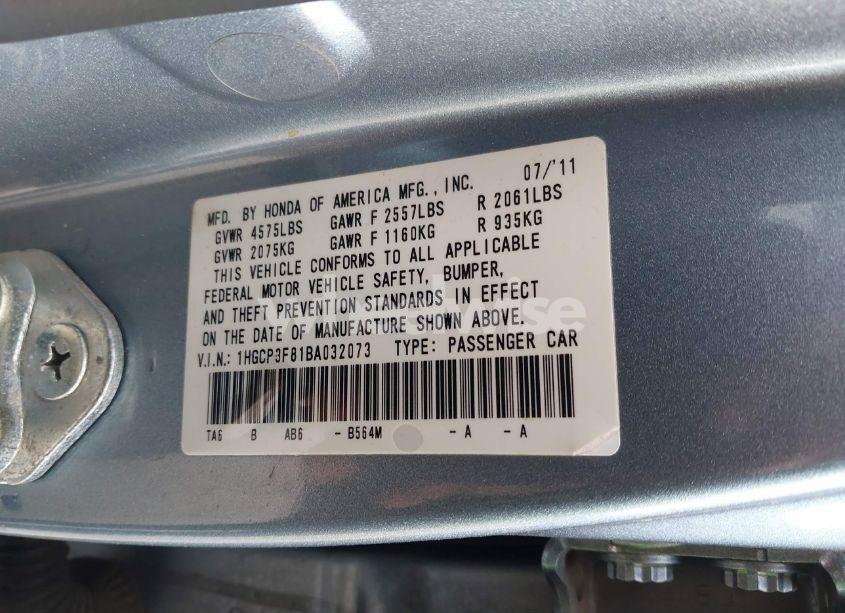 MFD. BY HONDA OF AMERICA MFG., INC. 07/'11
GVWR 4575LBS GAWR F 2557LBS R 2061LBS
GVWR 2075KG GAWR F 1160KG R 935KG
THIS VEHICLE CONFORMS TO ALL APPLICABLE
FEDERAL MOTOR VEHICLE SAFETY, BUMPER,
AND THEFT PREVENTION STANDARDS IN EFFECT
ON THE DATE OF MANUFACTURE SHOWN ABOVE.
V.I.N.: 1HGCP3F81BA032073 TYPE: PASSENGER CAR
TA6 B AB6 - B564M - A - A